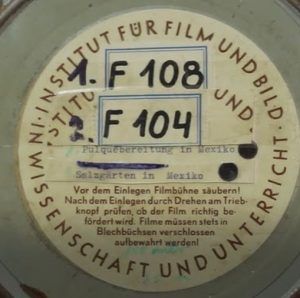 INSTITUT FÜR FILM UND BILD
IN WISSENSCHAFT UND UNTERRICHT
1. F 108
2. F 104
Pulquebereitung in Mexiko
Salzgärten in Mexiko
Vor dem Einlegen Filmbühne säubern!
Nach dem Einlegen durch Drehen am Trieb-
knopf prüfen, ob der Film richtig be-
fördert wird. Filme müssen stets in
Blechbüchsen verschlossen
aufbewahrt werden!